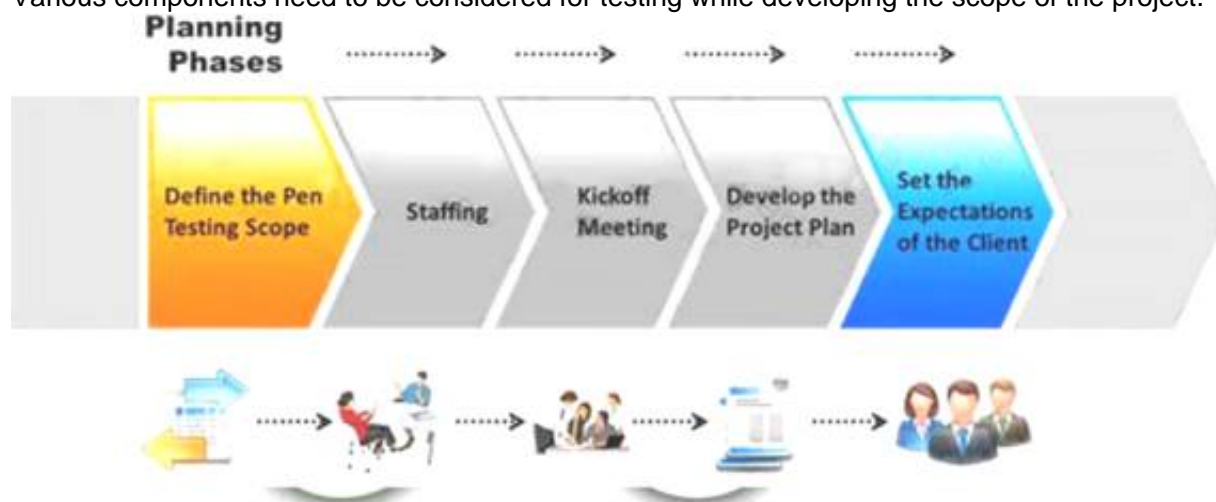 Various components need to be considered for testing while developing the scope of the project.
Planning
Phases
Define the Pen
Testing Scope
Staffing
Kickoff
Meeting
Develop the
Project Plan
Set the
Expectations
of the Client